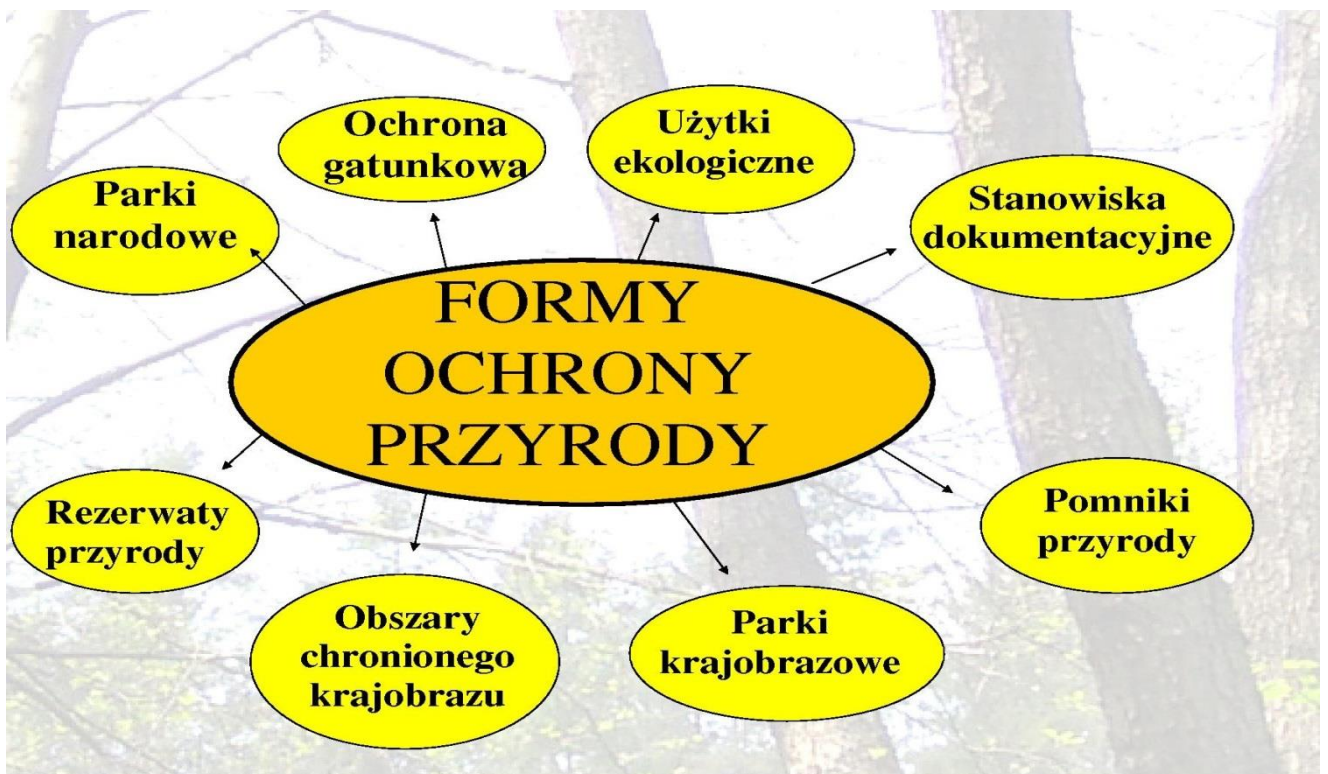 Ochrona
gatunkowa
Użytki
ekologiczne
Parki
narodowe
Stanowiska
dokumentacyjne
FORMY
OCHRONY
PRZYRODY
Rezerwaty
przyrody
Pomniki
przyrody
Obszary
chronionego
krajobrazu
Parki
krajobrazowe